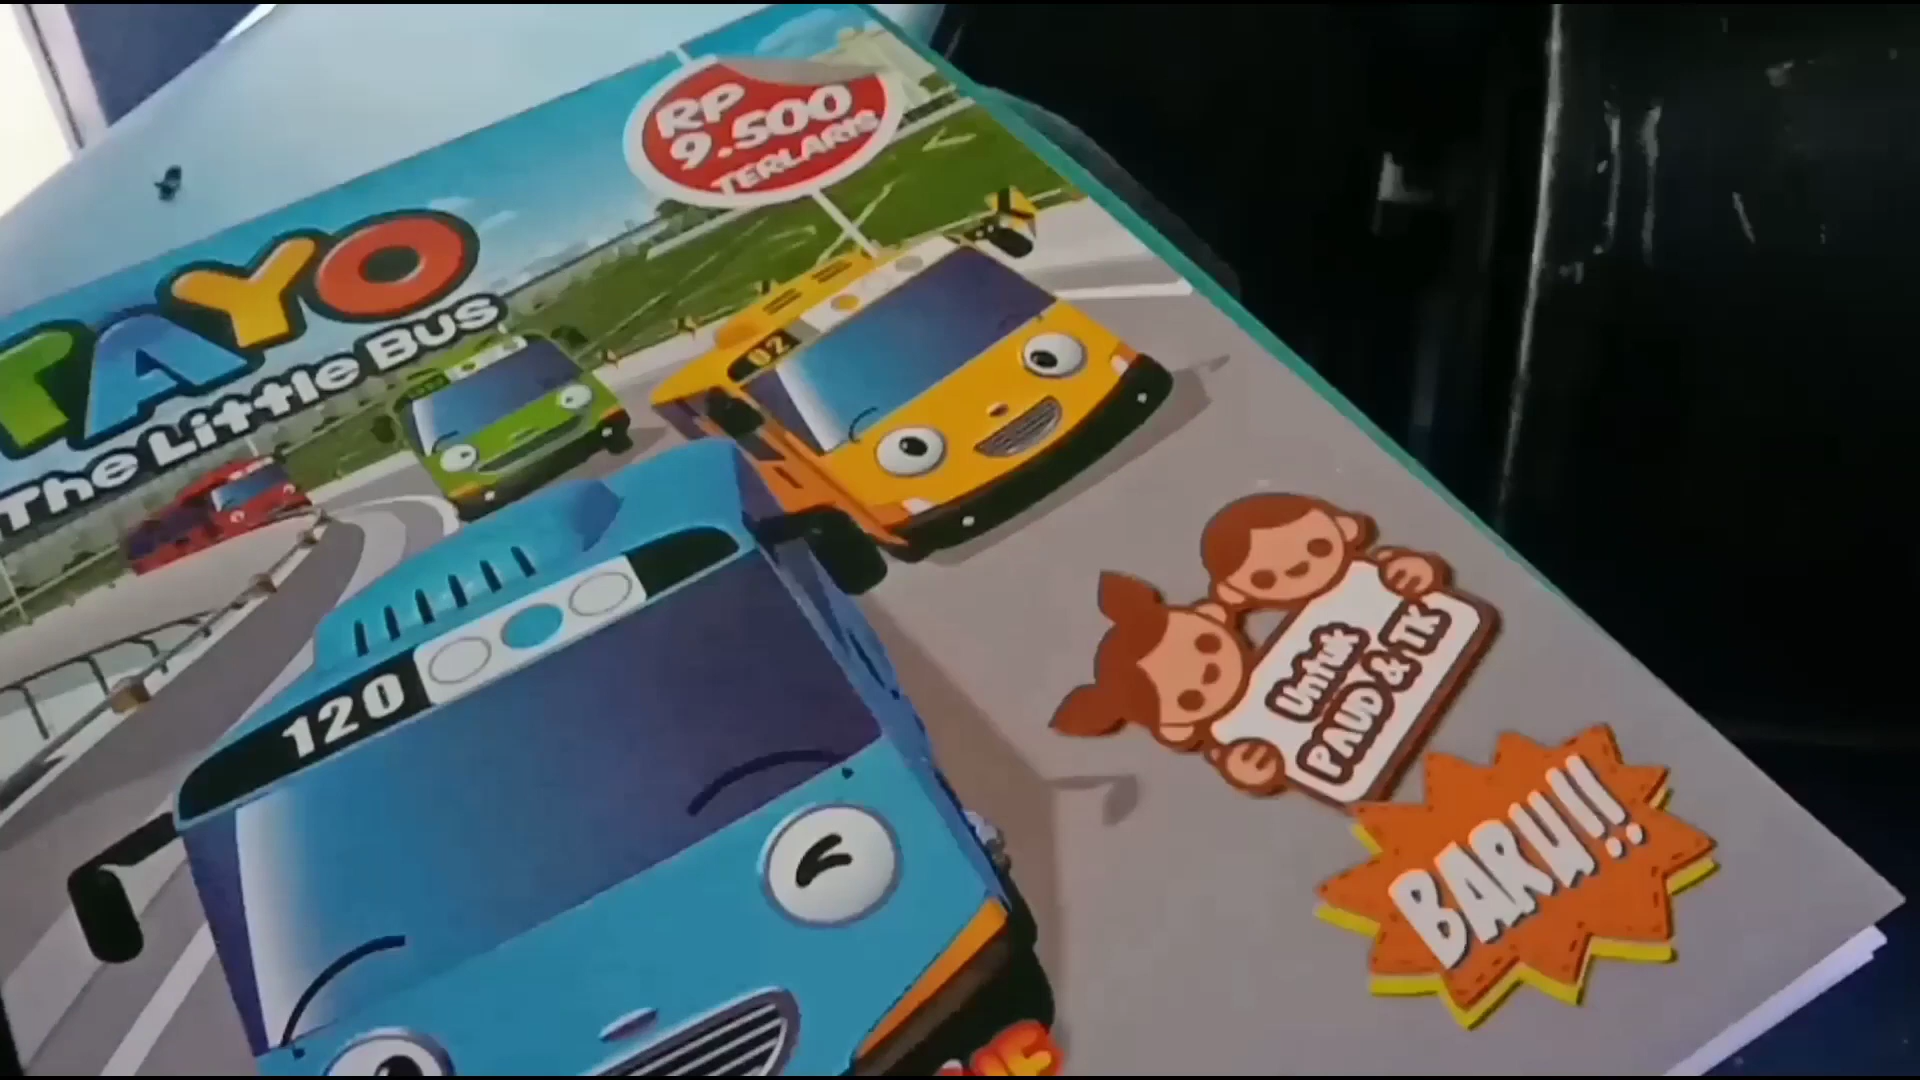 RP
9.500
TERLARIS
TAYO
The Little Bus
02
120
Untuk
PAUD & TK
BARU!!!